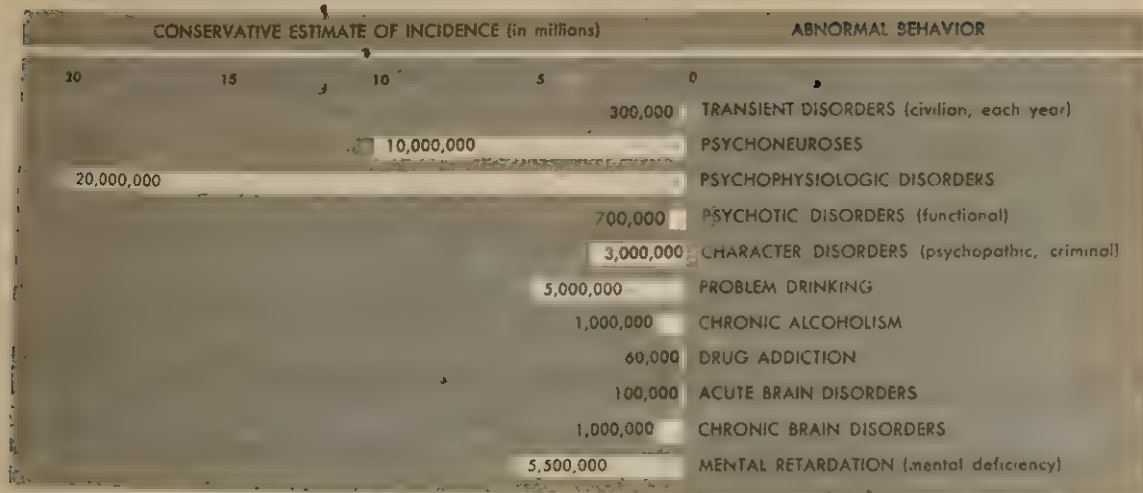 CONSERVATIVE ESTIMATE OF INCIDENCE (in millions) ABNORMAL BEHAVIOR
20 15 10 5 0
300,000 TRANSIENT DISORDERS (civilian, each year)
10,000,000 PSYCHONEUROSES
20,000,000 PSYCHOPHYSIOLOGIC DISORDERS
700,000 PSYCHOTIC DISORDERS (functional)
3,000,000 CHARACTER DISORDERS (psychopathic, criminal)
5,000,000 PROBLEM DRINKING
1,000,000 CHRONIC ALCOHOLISM
60,000 DRUG ADDICTION
100,000 ACUTE BRAIN DISORDERS
1,000,000 CHRONIC BRAIN DISORDERS
5,500,000 MENTAL RETARDATION (mental deficiency)